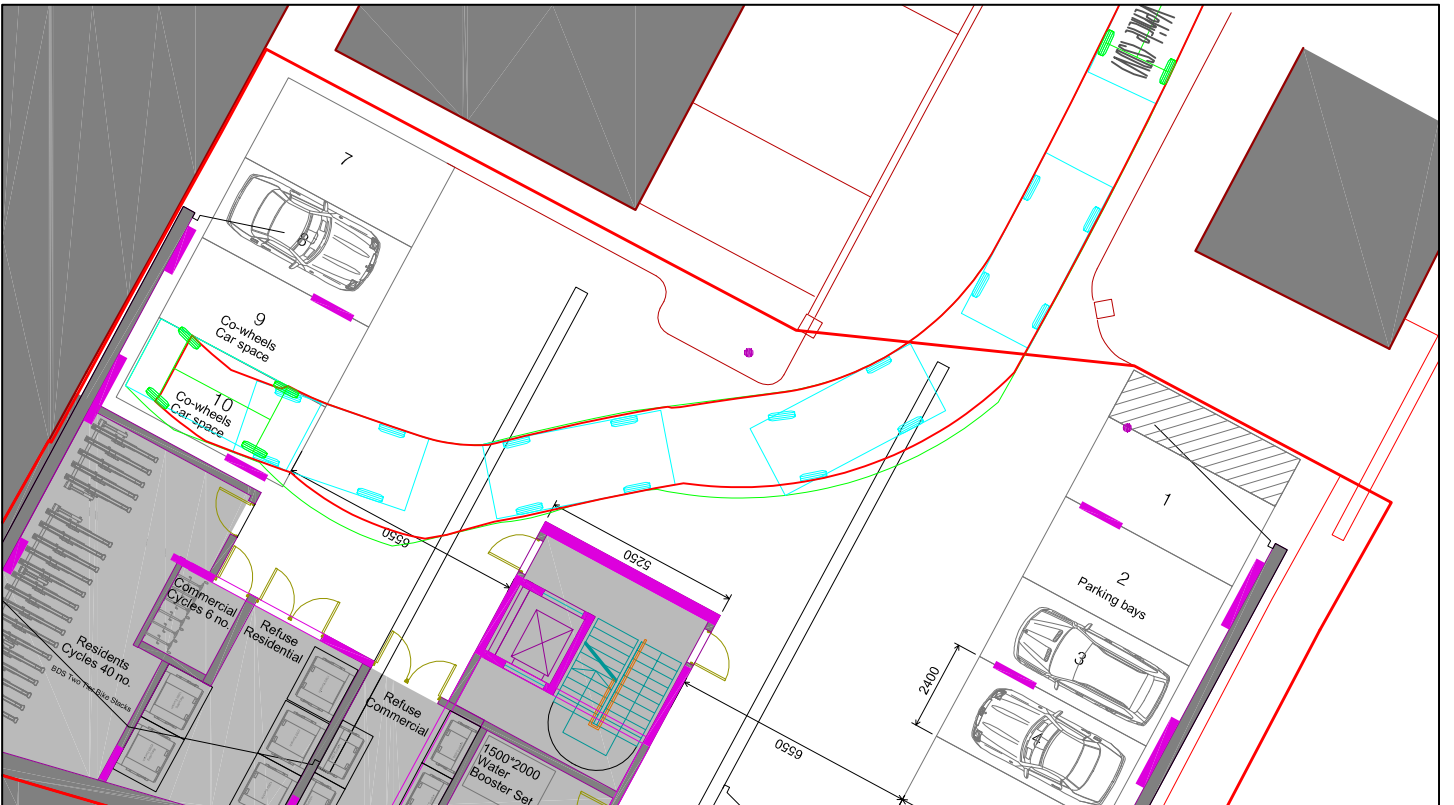 7
8
9
Co-wheels
Car space
10
Co-wheels
Car space
6550
5250
1
2
Parking bays
3
4
2400
6550
Commercial
Cycles 6 no.
Refuse
Residential
Residents
Cycles 40 no.
BDS Two Tier Bike Stacks
Refuse
Commercial
1500*2000
Water
Booster Set